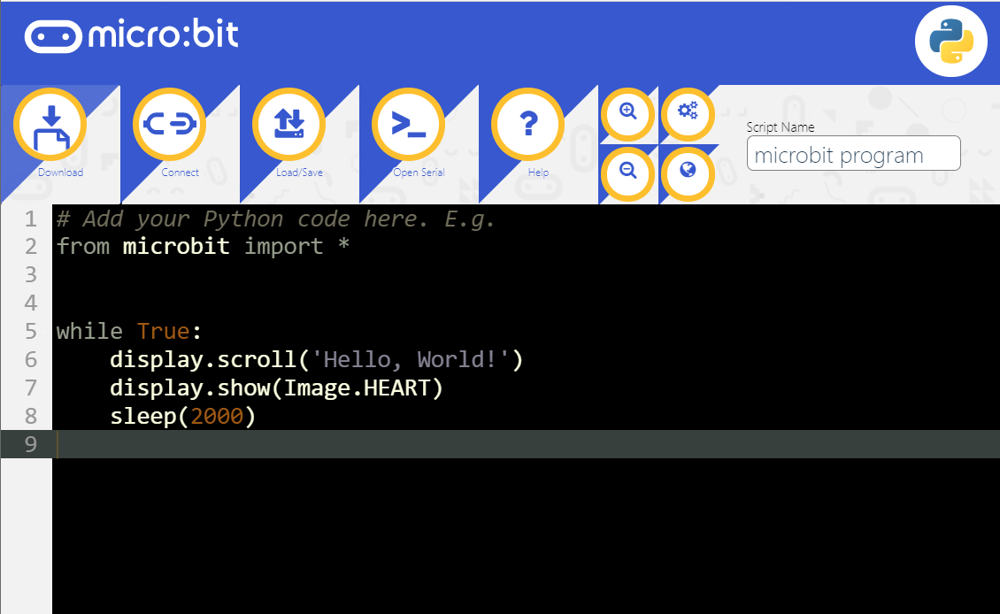 micro:bit
Download Connect Load/Save Open Serial Help
Script Name
microbit program
1 # Add your Python code here. E.g.
2 from microbit import *
3
4
5 while True:
6     display.scroll('Hello, World!')
7     display.show(Image.HEART)
8     sleep(2000)
9